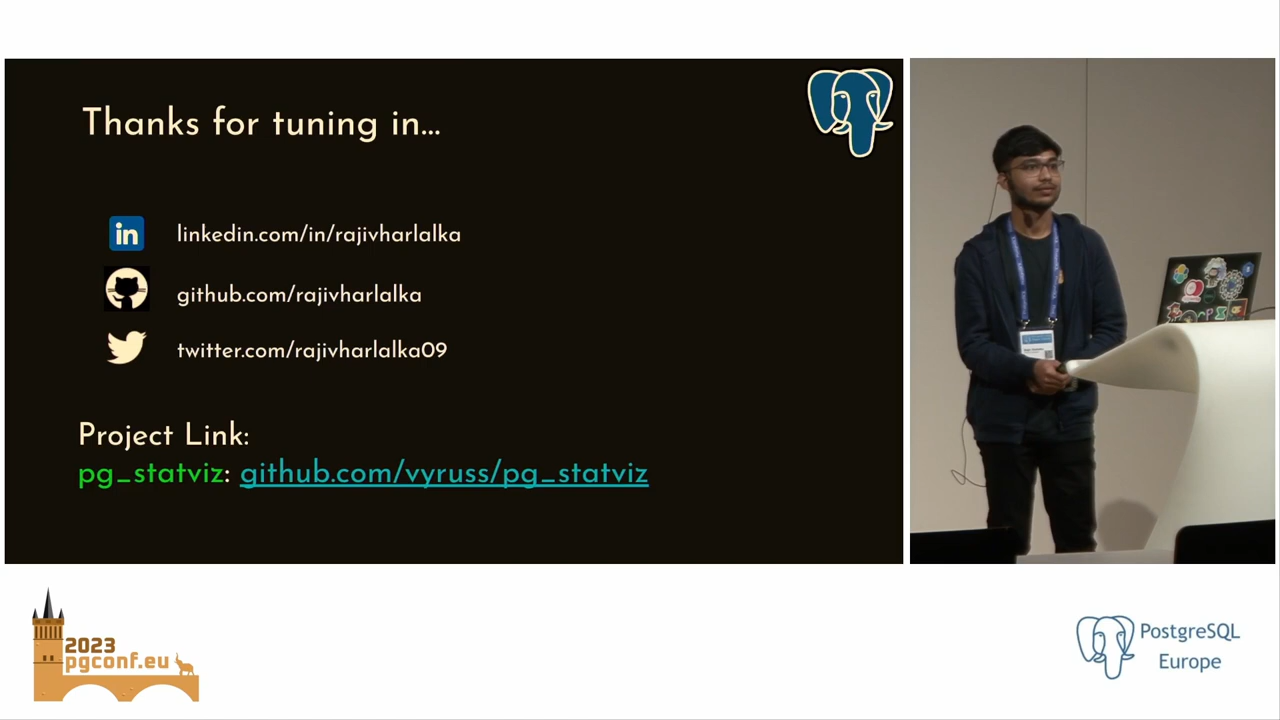 Thanks for tuning in...
in
linkedin.com/in/rajivharlalka
github.com/rajivharlalka
twitter.com/rajivharlalka09
Project Link:
pg_statviz: github.com/vyruss/pg_statviz
2023
pgconf.eu
PostgreSQL
Europe